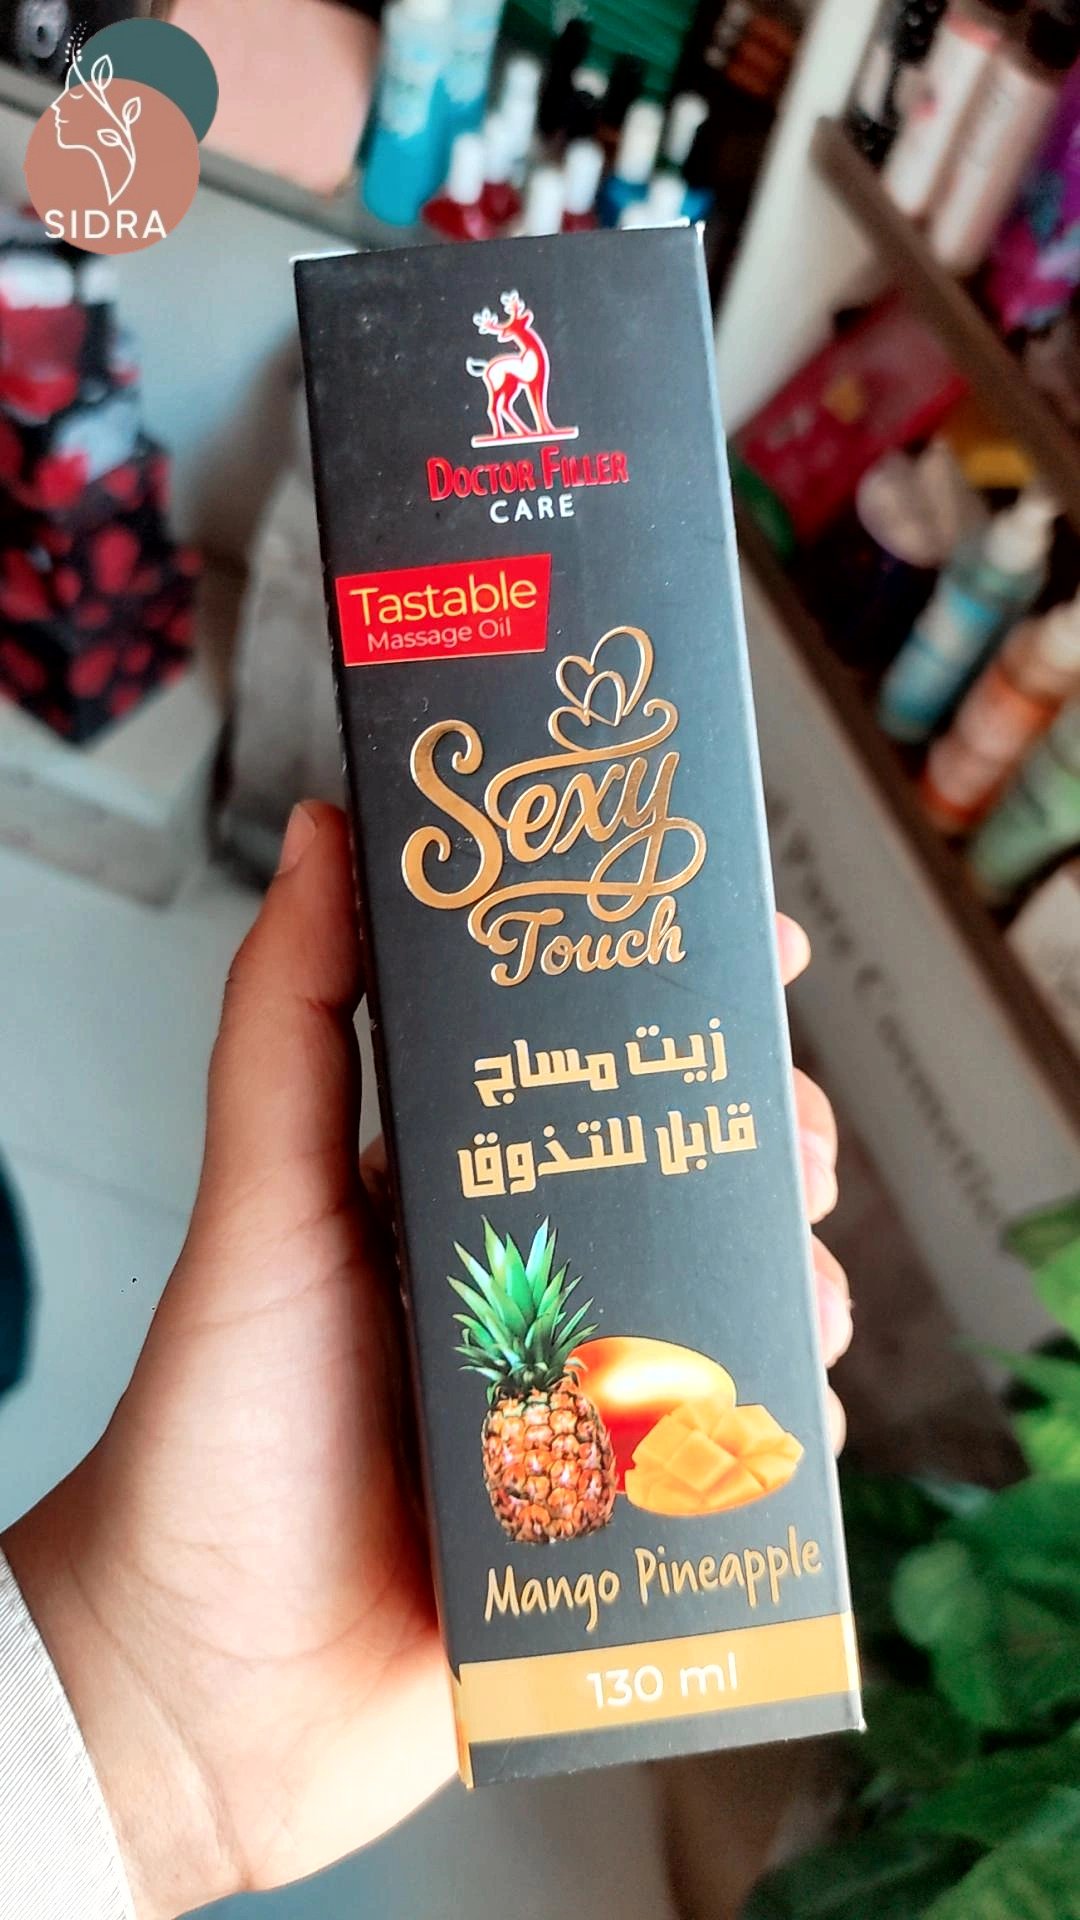 SIDRA
DOCTOR FILLER
CARE
Tastable
Massage Oil
Sexy
Touch
زيت مساج
قابل للتذوق
Mango Pineapple
130 ml